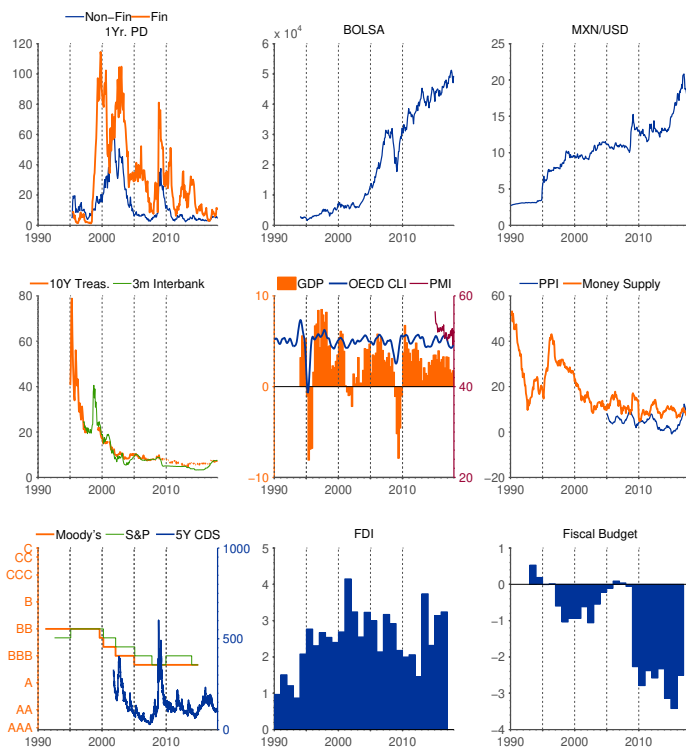 Non−Fin Fin
1Yr. PD
120
100
80
60
40
20
0
1990 2000 2010
BOLSA
x 10^4
6
5
4
3
2
1
0
1990 2000 2010
MXN/USD
25
20
15
10
5
0
1990 2000 2010
10Y Treas. 3m Interbank
80
60
40
20
0
1990 2000 2010
GDP OECD CLI PMI
10 60
0 40
−10 20
1990 2000 2010
PPI Money Supply
60
40
20
0
−20
1990 2000 2010
Moody's S&P 5Y CDS
C 1000
CC
CCC
B
BB 500
BBB
A
AA
AAA 0
1990 2000 2010
FDI
5
4
3
2
1
0
1990 2000 2010
Fiscal Budget
1
0
−1
−2
−3
−4
1990 2000 2010